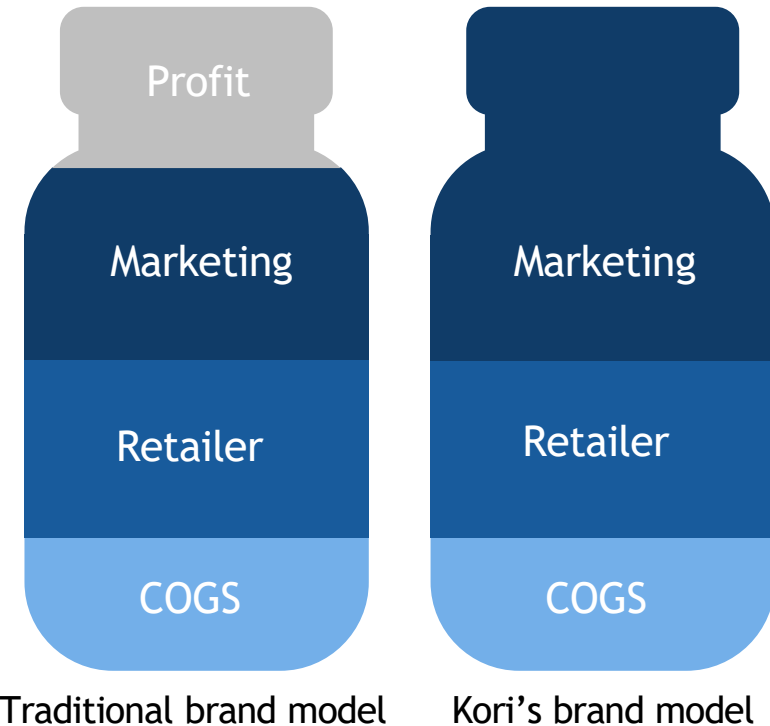 Profit
Marketing
Marketing
Retailer
Retailer
COGS
COGS
Traditional brand model
Kori’s brand model